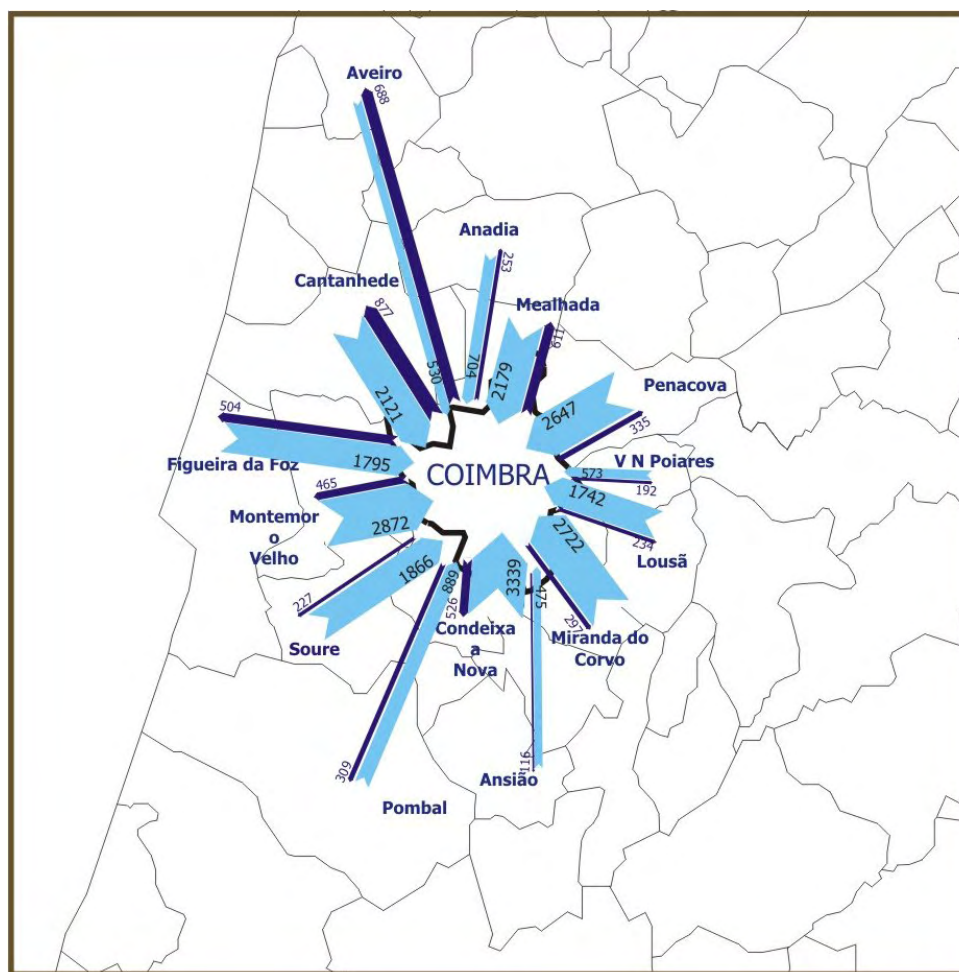 Aveiro
688
Anadia
253
Cantanhede
877
Mealhada
611
530
704
2179
Penacova
2121
2647
335
504
Figueira da Foz
1795
COIMBRA
V N Poiares
573
192
465
1742
Montemor
o
Velho
2872
2722
234
Lousã
1866
889
3339
475
227
526
297
Soure
Condeixa
a
Nova
Miranda do
Corvo
309
116
Ansião
Pombal